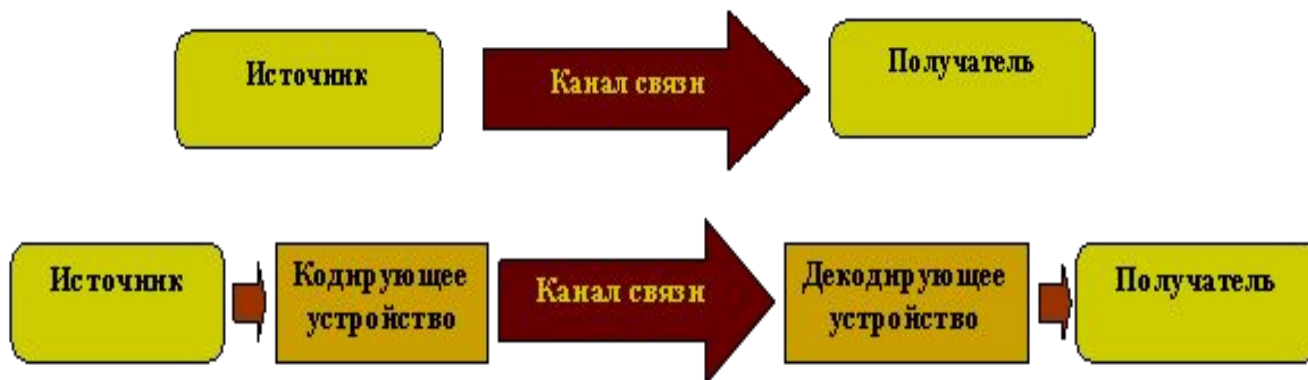 Источник
Канал связи
Получатель
Источник
Кодирующее
устройство
Канал связи
Декодирующее
устройство
Получатель